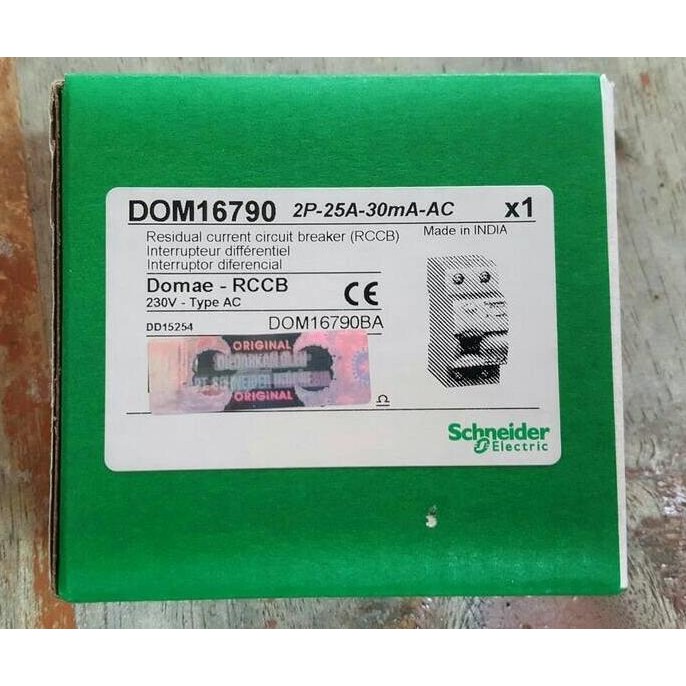 DOM16790 2P-25A-30mA-AC x1
Residual current circuit breaker (RCCB) Made in INDIA
Interrupteur différentiel
Interruptor diferencial
Domae - RCCB
230V - Type AC CE
DD15254 DOM16790BA
ORIGINAL
ORIGINAL
Schneider
Electric